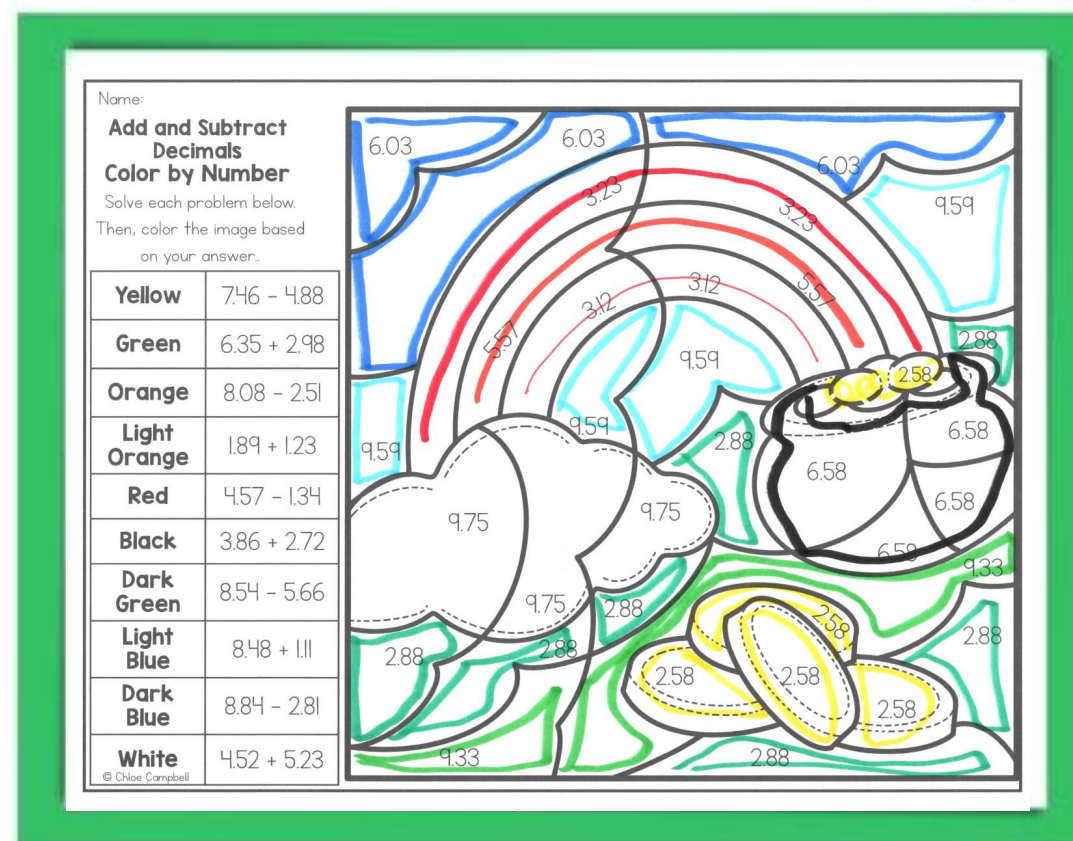 Name:
Add and Subtract
Decimals
Color by Number
Solve each problem below.
Then, color the image based
on your answer..
Yellow 7.46 - 4.88
Green 6.35 + 2.98
Orange 8.08 - 2.51
Light
Orange 1.89 + 1.23
Red 4.57 - 1.34
Black 3.86 + 2.72
Dark
Green 8.54 - 5.66
Light
Blue 8.48 + 1.11
Dark
Blue 8.84 - 2.81
White 4.52 + 5.23
© Chloe Campbell
6.03 6.03 6.03
3.23 3.23 9.59
3.12 3.12 5.57
5.57 9.59 2.88
2.58
9.59 9.59 2.88 6.58
6.58
9.75 9.75 6.58
6.58
9.33
9.75 2.88 2.58 2.88
2.88 2.88
2.58 2.58 2.58
9.33 2.88